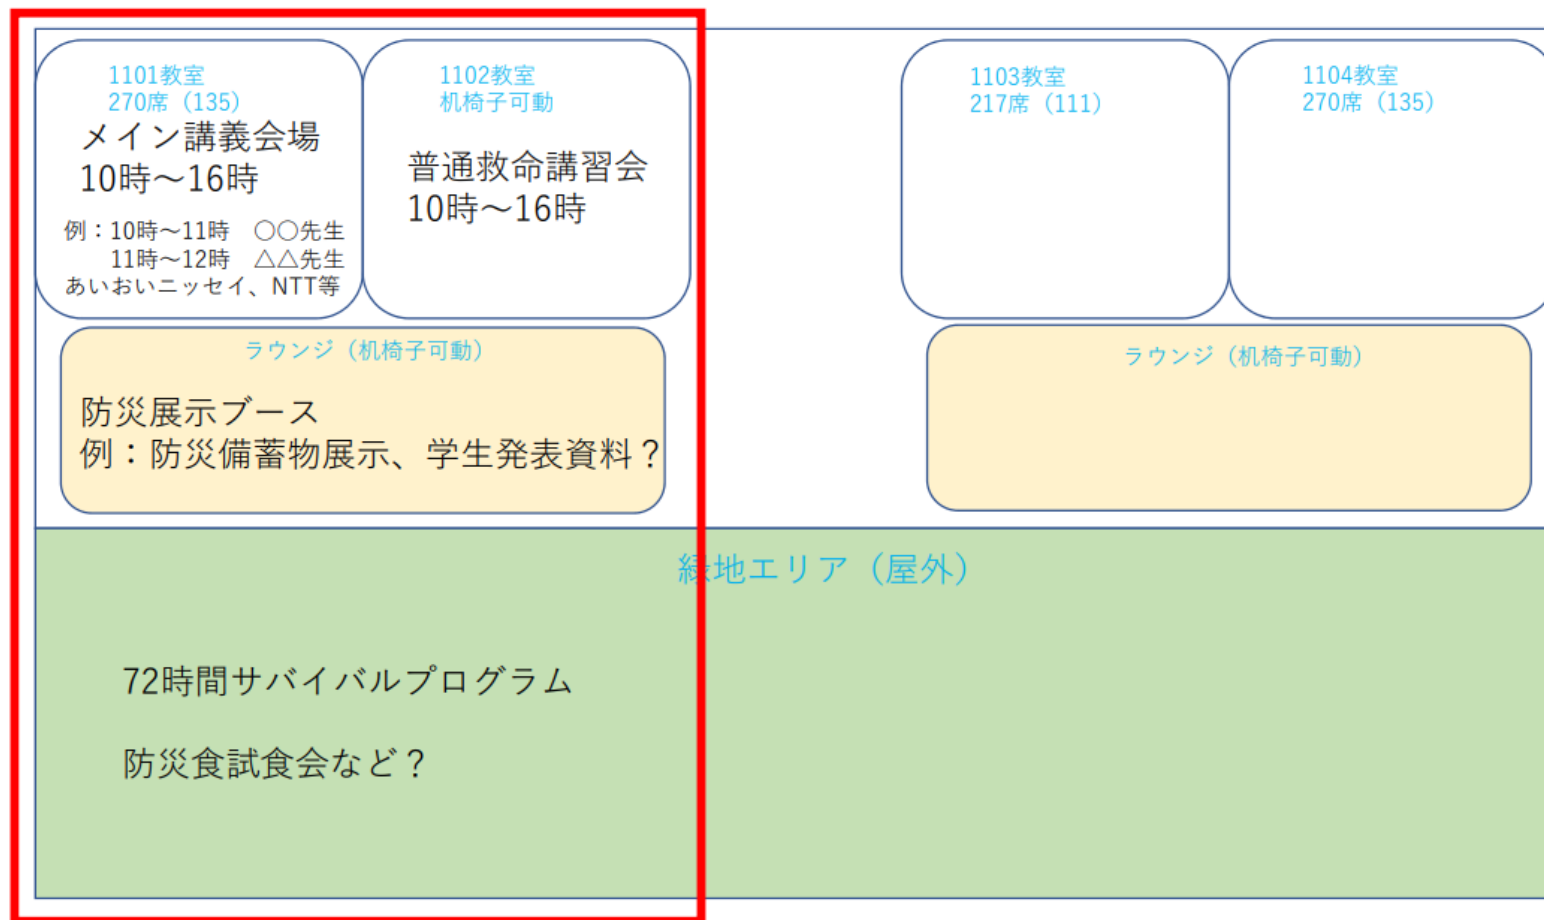 1101教室
270席（135）
メイン講義会場
10時～16時
例：10時～11時　○○先生
11時～12時　△△先生
あいおいニッセイ、NTT等
1102教室
机椅子可動
普通救命講習会
10時～16時
1103教室
217席（111）
1104教室
270席（135）
ラウンジ（机椅子可動）
防災展示ブース
例：防災備蓄物展示、学生発表資料？
ラウンジ（机椅子可動）
緑地エリア（屋外）
72時間サバイバルプログラム
防災食試食会など？